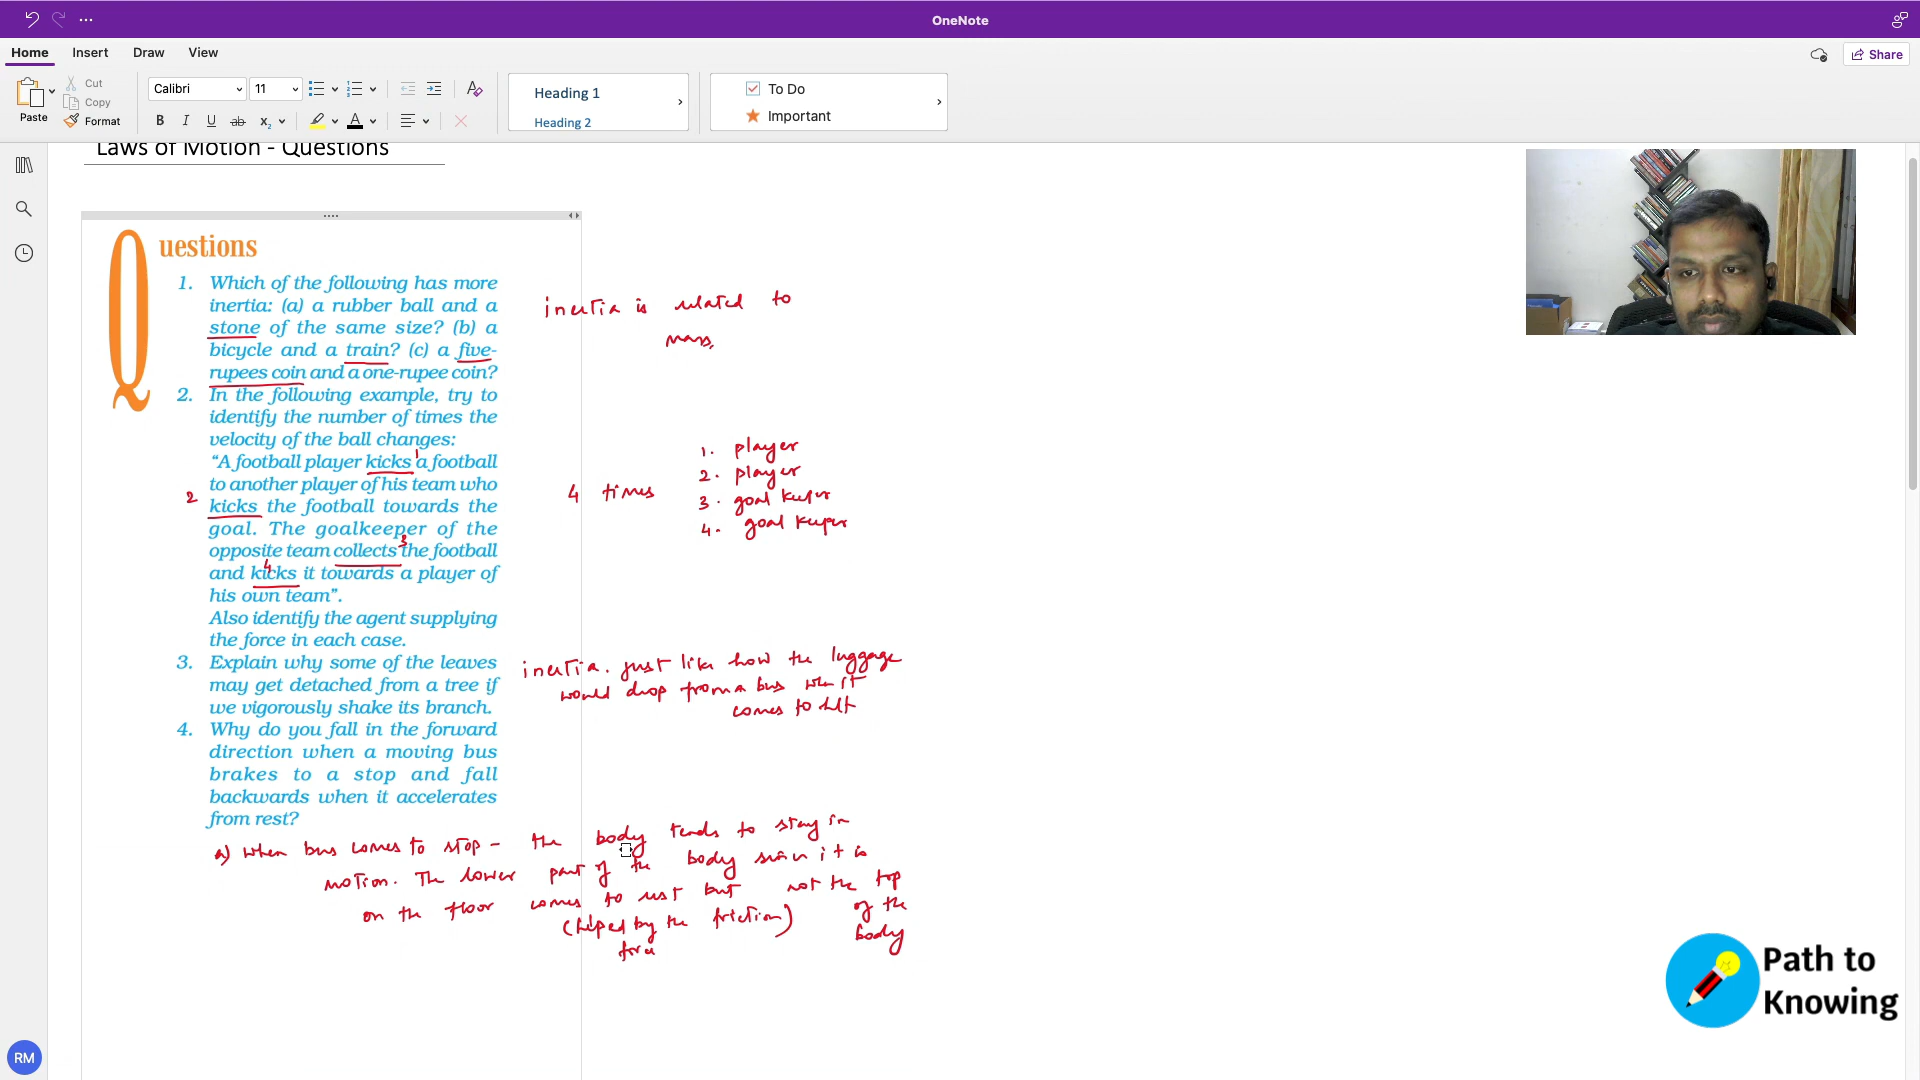 OneNote
Home Insert Draw View
Share
Paste
Cut
Copy
Format
Calibri 11
B I U ab x₂ A
Heading 1
Heading 2
To Do
Important
Laws of Motion - Questions
Questions
1. Which of the following has more
inertia: (a) a rubber ball and a
stone of the same size? (b) a
bicycle and a train? (c) a five-
rupees coin and a one-rupee coin?
inertia is related to
mass.
2. In the following example, try to
identify the number of times the
velocity of the ball changes:
“A football player kicks 1 a football
to another player of his team who
2 kicks the football towards the
goal. The goalkeeper of the
opposite team collects 3 the football
and 4 kicks it towards a player of
his own team”.
Also identify the agent supplying
the force in each case.
4 times
1. player
2. player
3. goal keeper
4. goal keeper
3. Explain why some of the leaves
may get detached from a tree if
we vigorously shake its branch.
inertia. just like how the luggage
would drop from a bus when it
comes to
4. Why do you fall in the forward
direction when a moving bus
brakes to a stop and fall
backwards when it accelerates
from rest?
a) when bus comes to stop - the body tends to stay in
motion. The lower part of the body since it is
on the floor comes to rest but not the top
of the
body
(helped by the friction)
force
RM
Path to
Knowing